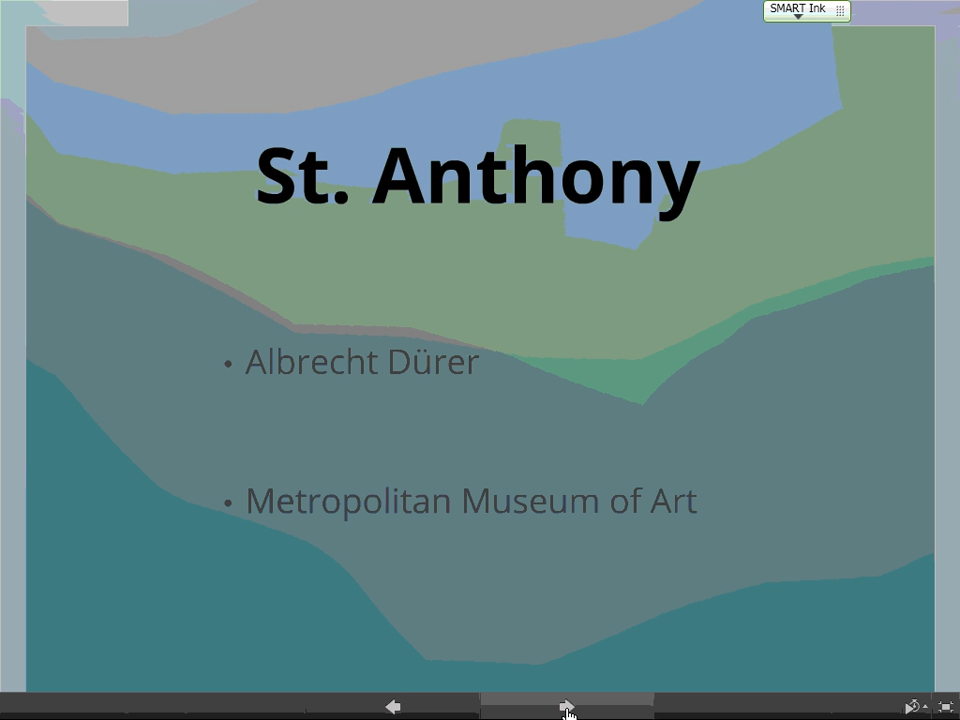 SMART Ink
St. Anthony
• Albrecht Dürer
• Metropolitan Museum of Art